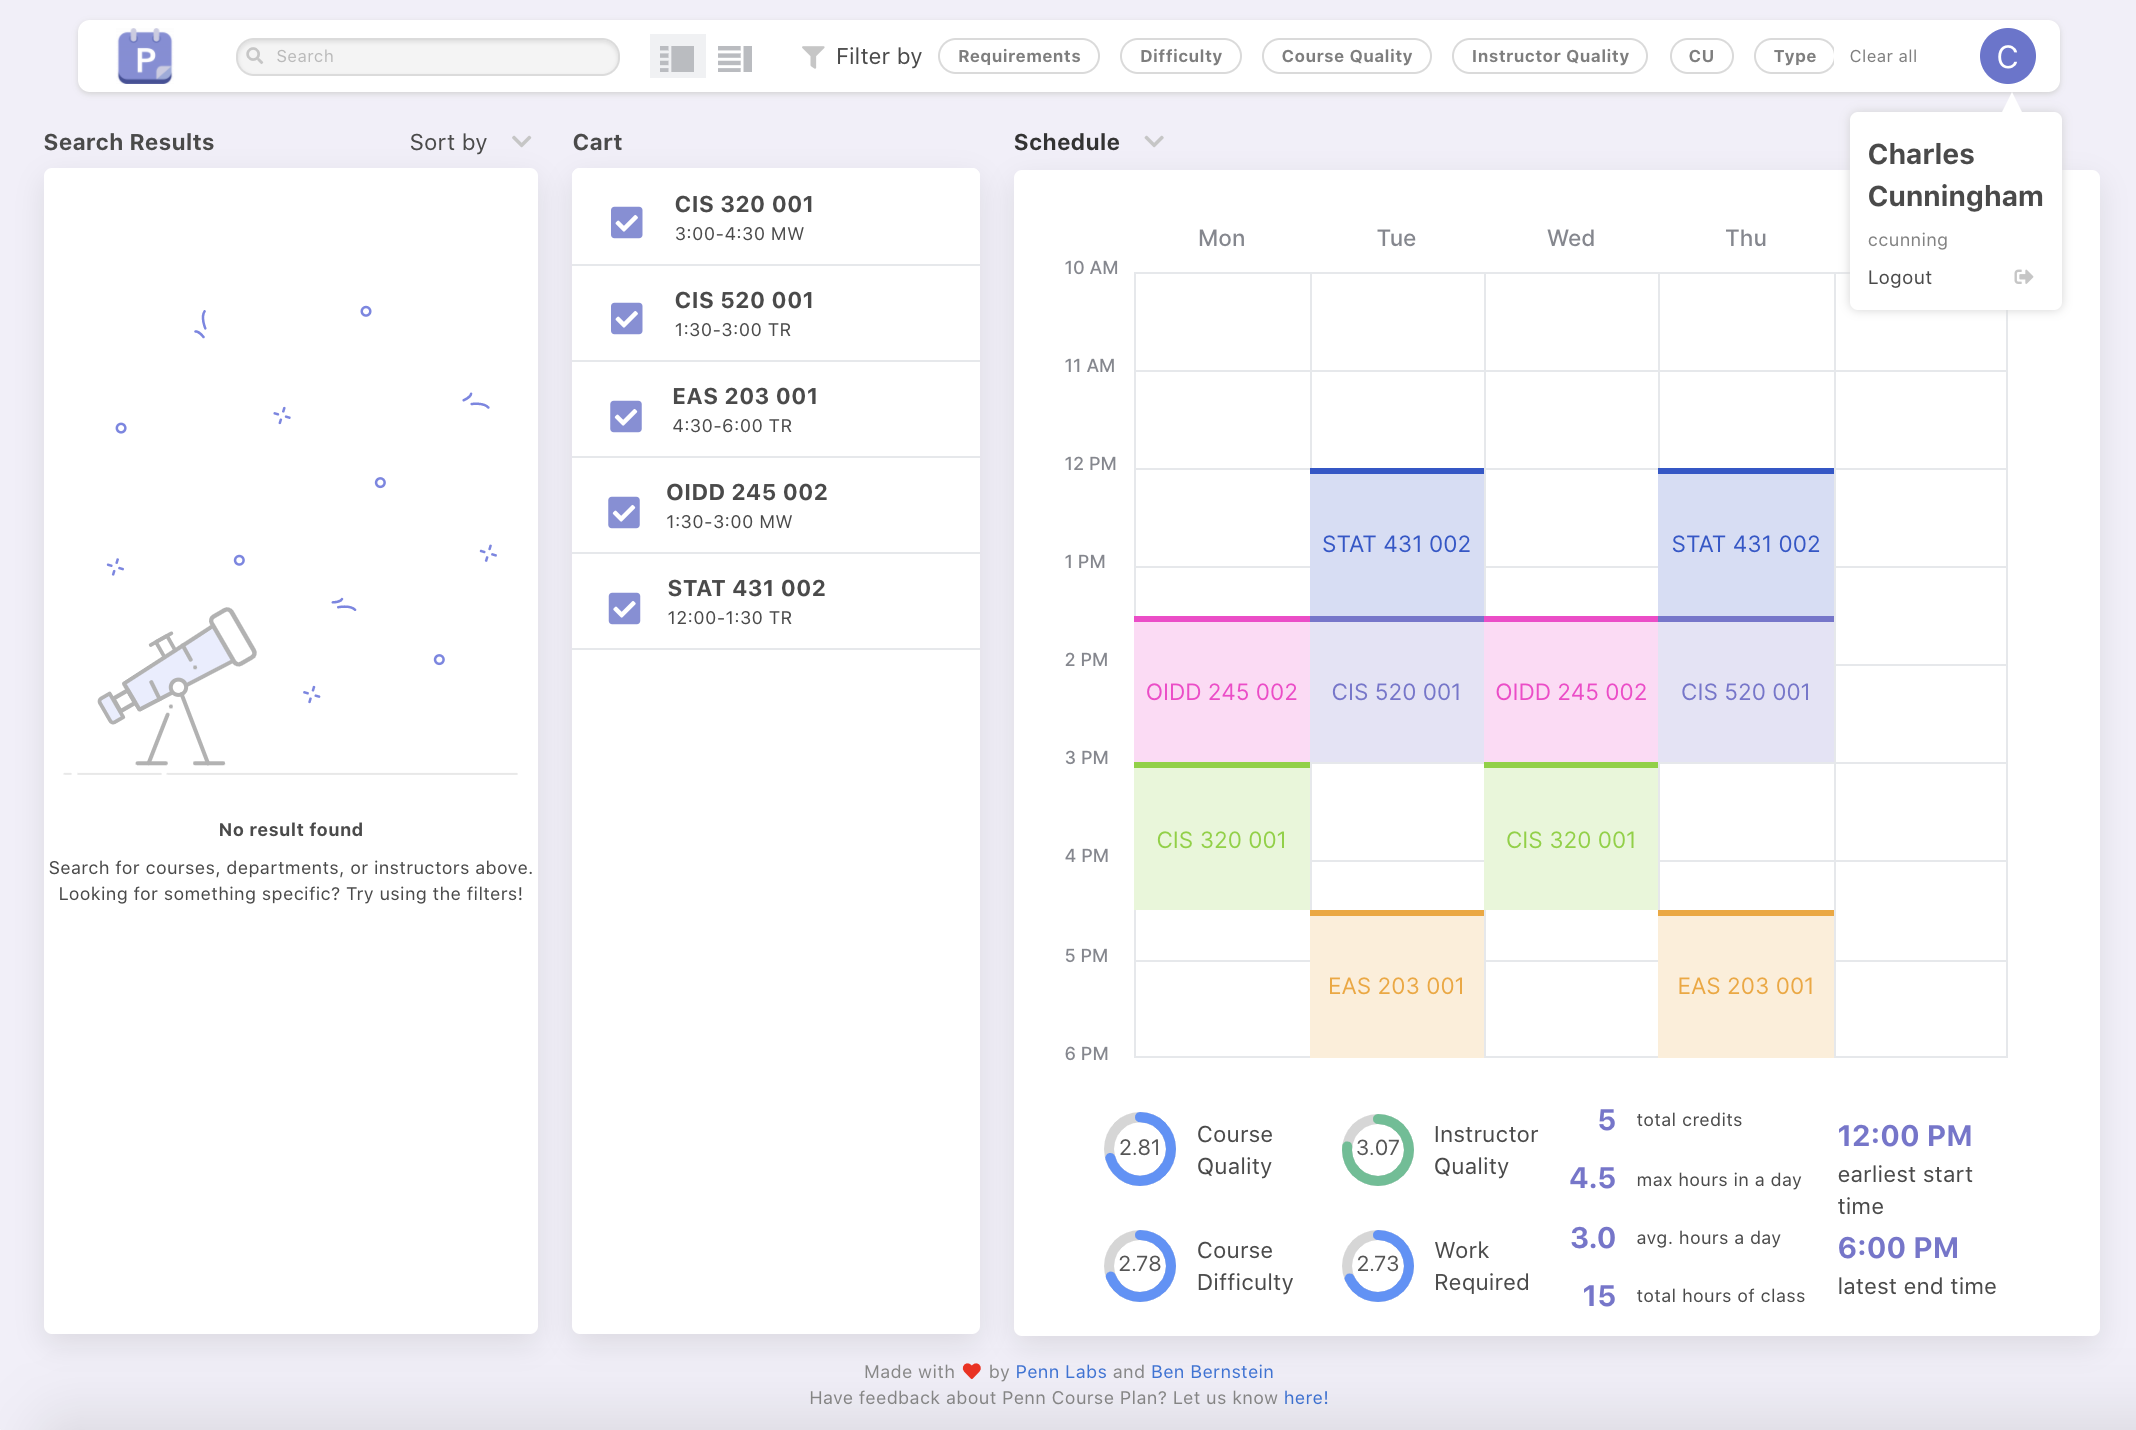 P
Search
Filter by
Requirements
Difficulty
Course Quality
Instructor Quality
CU
Type
Clear all
C
Charles
Cunningham
ccunning
Logout
Search Results
Sort by
No result found
Search for courses, departments, or instructors above.
Looking for something specific? Try using the filters!
Cart
CIS 320 001
3:00-4:30 MW
CIS 520 001
1:30-3:00 TR
EAS 203 001
4:30-6:00 TR
OIDD 245 002
1:30-3:00 MW
STAT 431 002
12:00-1:30 TR
Schedule
Mon Tue Wed Thu
10 AM
11 AM
12 PM
STAT 431 002 STAT 431 002
1 PM
2 PM
OIDD 245 002 CIS 520 001 OIDD 245 002 CIS 520 001
3 PM
CIS 320 001 CIS 320 001
4 PM
5 PM
EAS 203 001 EAS 203 001
6 PM
2.81
Course
Quality
3.07
Instructor
Quality
2.78
Course
Difficulty
2.73
Work
Required
5 total credits
4.5 max hours in a day
3.0 avg. hours a day
15 total hours of class
12:00 PM
earliest start
time
6:00 PM
latest end time
Made with ❤️ by Penn Labs and Ben Bernstein
Have feedback about Penn Course Plan? Let us know here!